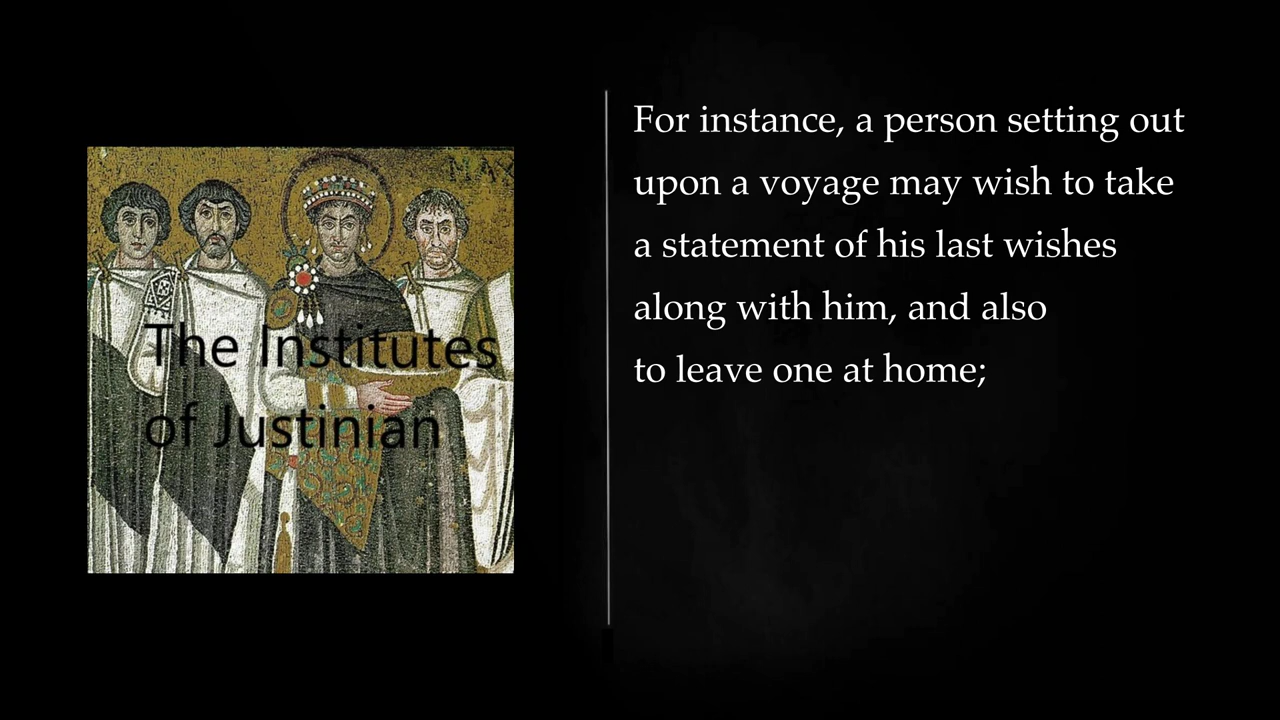 MAX
The Institutes
of Justinian
For instance, a person setting out
upon a voyage may wish to take
a statement of his last wishes
along with him, and also
to leave one at home;